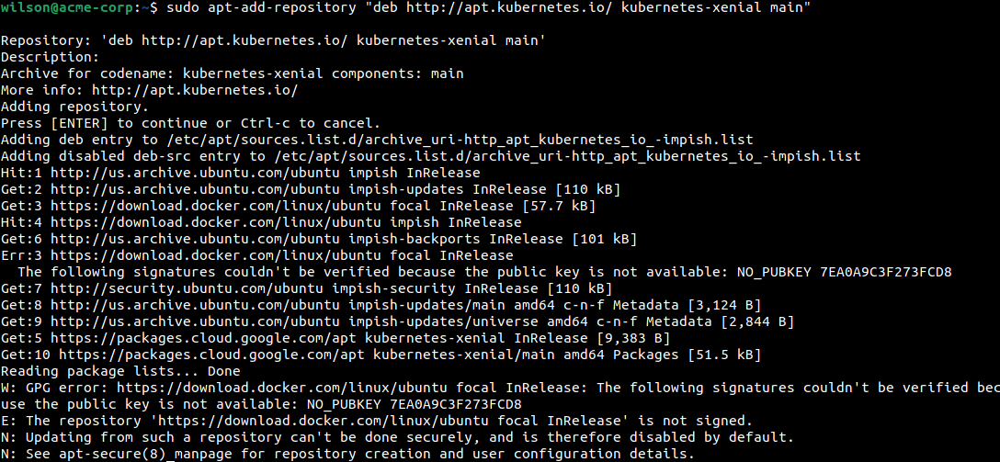 wilson@acme-corp:~$ sudo apt-add-repository "deb http://apt.kubernetes.io/ kubernetes-xenial main"
Repository: 'deb http://apt.kubernetes.io/ kubernetes-xenial main'
Description:
Archive for codename: kubernetes-xenial components: main
More info: http://apt.kubernetes.io/
Adding repository.
Press [ENTER] to continue or Ctrl-c to cancel.
Adding deb entry to /etc/apt/sources.list.d/archive_uri-http_apt_kubernetes_io_-impish.list
Adding disabled deb-src entry to /etc/apt/sources.list.d/archive_uri-http_apt_kubernetes_io_-impish.list
Hit:1 http://us.archive.ubuntu.com/ubuntu impish InRelease
Get:2 http://us.archive.ubuntu.com/ubuntu impish-updates InRelease [110 kB]
Get:3 https://download.docker.com/linux/ubuntu focal InRelease [57.7 kB]
Hit:4 https://download.docker.com/linux/ubuntu impish InRelease
Get:6 http://us.archive.ubuntu.com/ubuntu impish-backports InRelease [101 kB]
Err:3 https://download.docker.com/linux/ubuntu focal InRelease
  The following signatures couldn't be verified because the public key is not available: NO_PUBKEY 7EA0A9C3F273FCD8
Get:7 http://security.ubuntu.com/ubuntu impish-security InRelease [110 kB]
Get:8 http://us.archive.ubuntu.com/ubuntu impish-updates/main amd64 c-n-f Metadata [3,124 B]
Get:9 http://us.archive.ubuntu.com/ubuntu impish-updates/universe amd64 c-n-f Metadata [2,844 B]
Get:5 https://packages.cloud.google.com/apt kubernetes-xenial InRelease [9,383 B]
Get:10 https://packages.cloud.google.com/apt kubernetes-xenial/main amd64 Packages [51.5 kB]
Reading package lists... Done
W: GPG error: https://download.docker.com/linux/ubuntu focal InRelease: The following signatures couldn't be verified bec
use the public key is not available: NO_PUBKEY 7EA0A9C3F273FCD8
E: The repository 'https://download.docker.com/linux/ubuntu focal InRelease' is not signed.
N: Updating from such a repository can't be done securely, and is therefore disabled by default.
N: See apt-secure(8) manpage for repository creation and user configuration details.